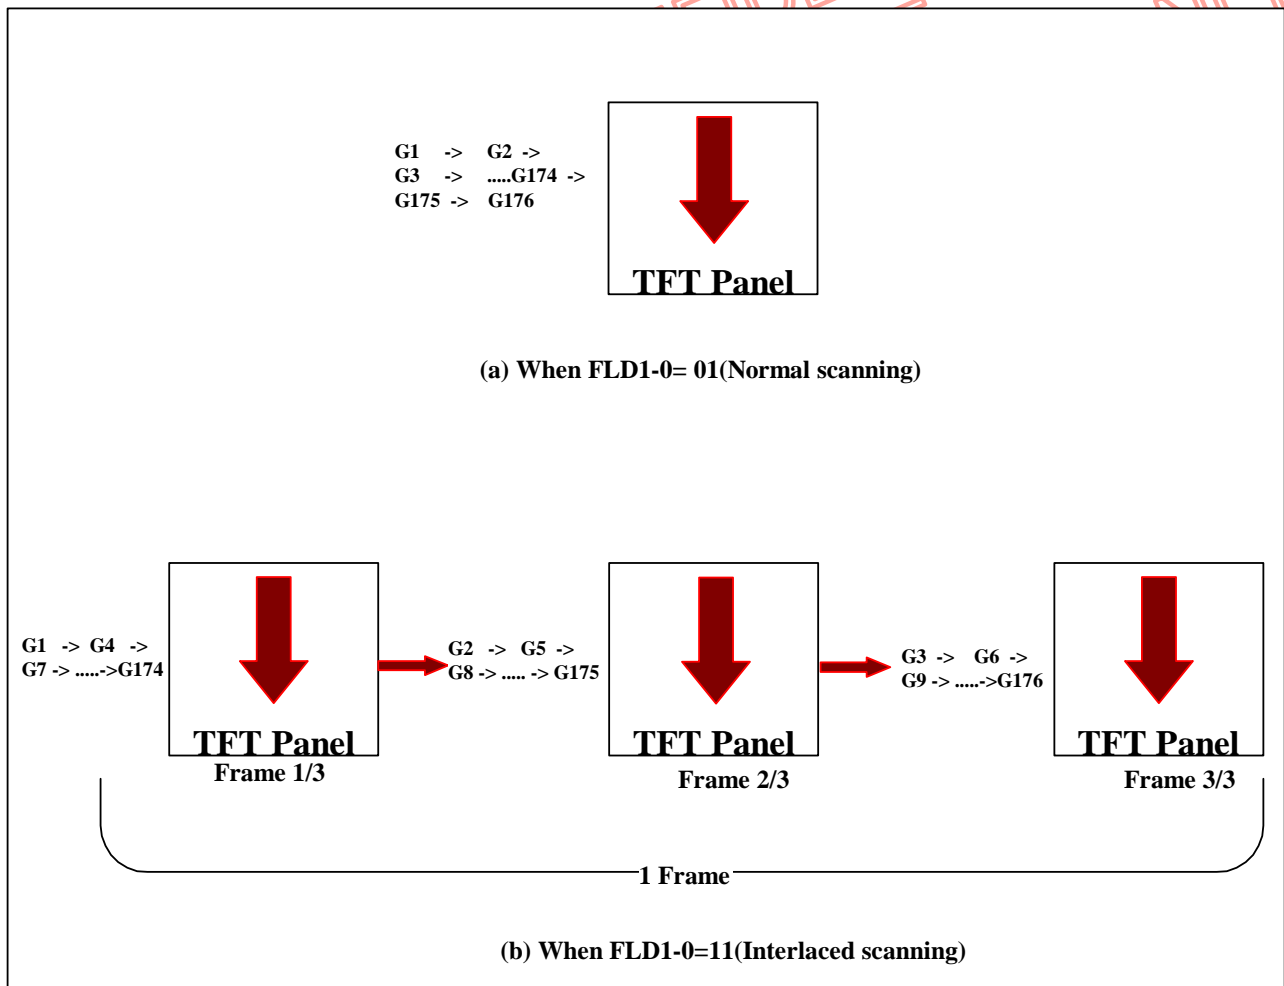 G1 -> G2 ->
G3 -> .....G174 ->
G175 -> G176
TFT Panel
(a) When FLD1-0= 01(Normal scanning)
G1 -> G4 ->
G7 -> .....->G174
TFT Panel
Frame 1/3
G2 -> G5 ->
G8 -> ..... -> G175
TFT Panel
Frame 2/3
G3 -> G6 ->
G9 -> .....->G176
TFT Panel
Frame 3/3
1 Frame
(b) When FLD1-0=11(Interlaced scanning)